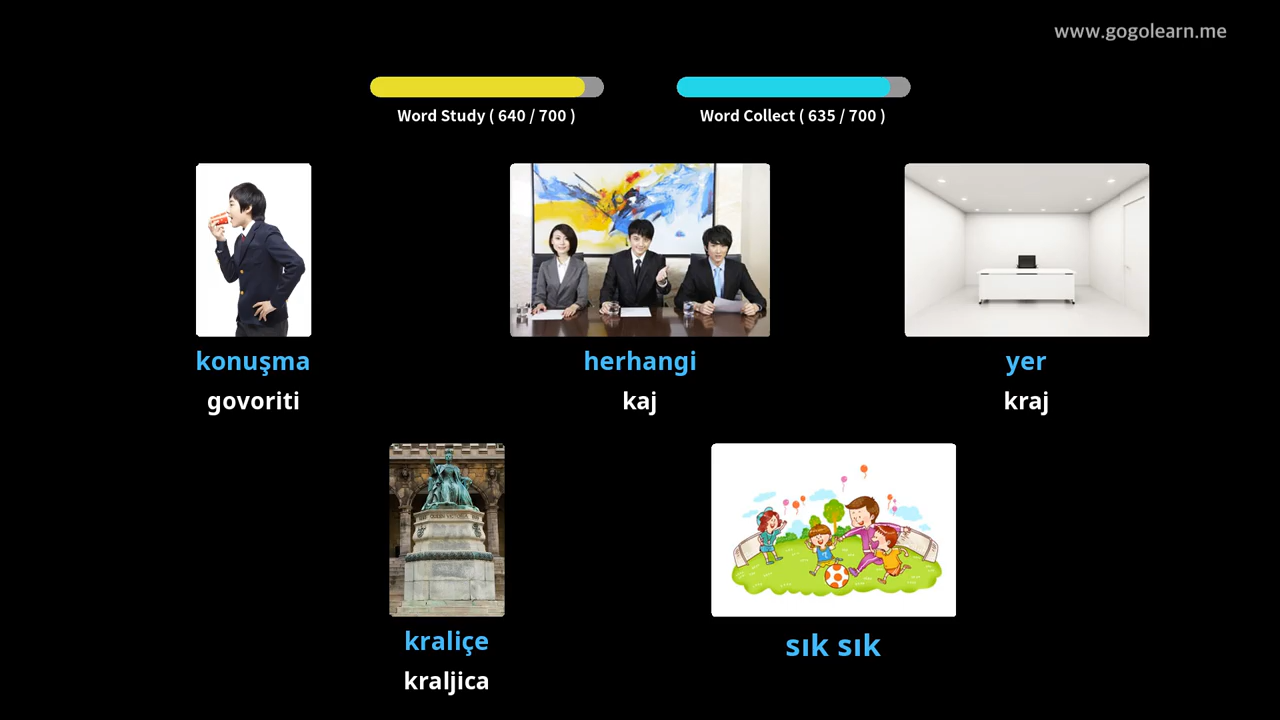 www.gogolearn.me
Word Study ( 640 / 700 )
Word Collect ( 635 / 700 )
konuşma
govoriti
herhangi
kaj
yer
kraj
kraliçe
kraljica
sık sık